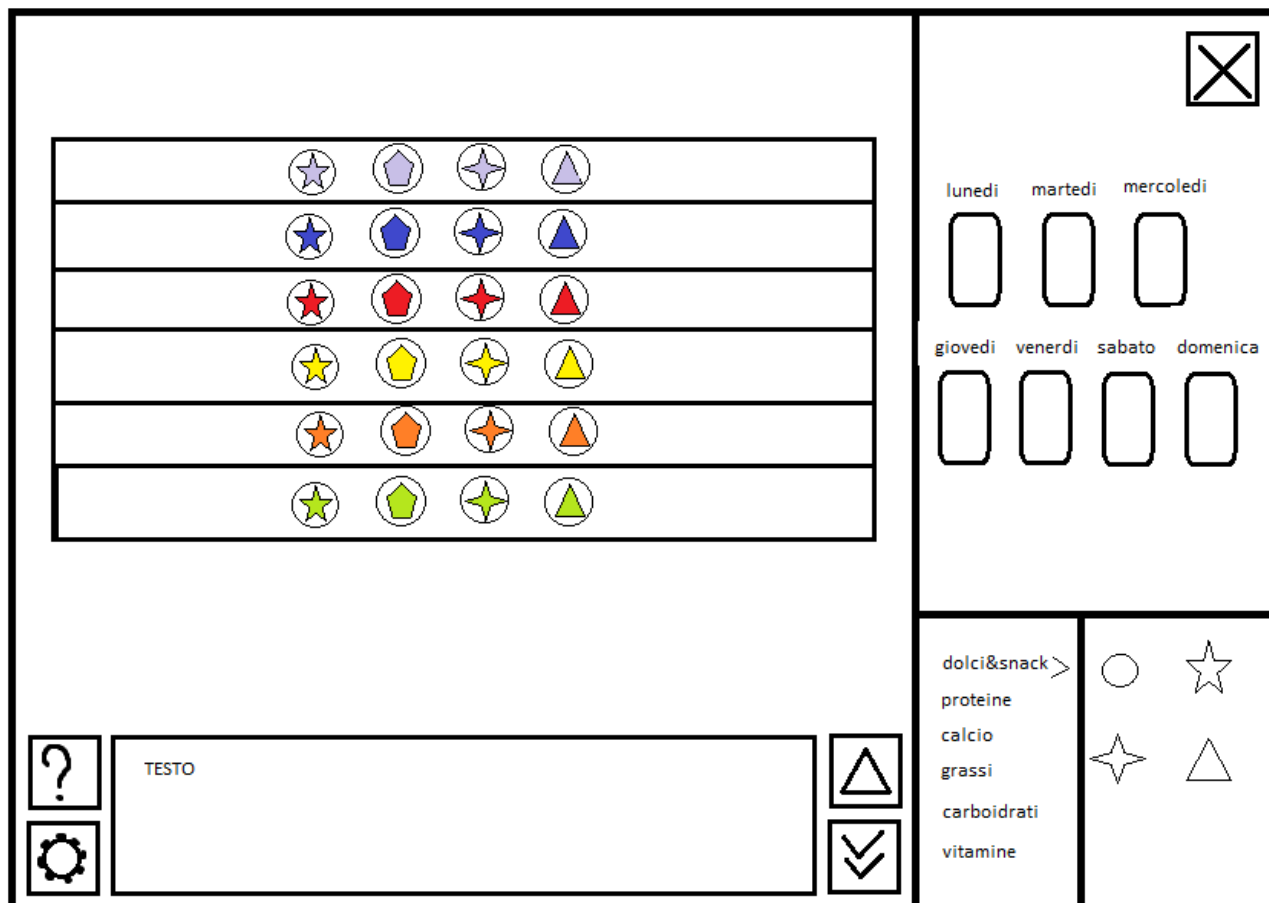 lunedi martedi mercoledi
giovedi venerdi sabato domenica
dolci&snack >
proteine
calcio
grassi
carboidrati
vitamine
?
TESTO